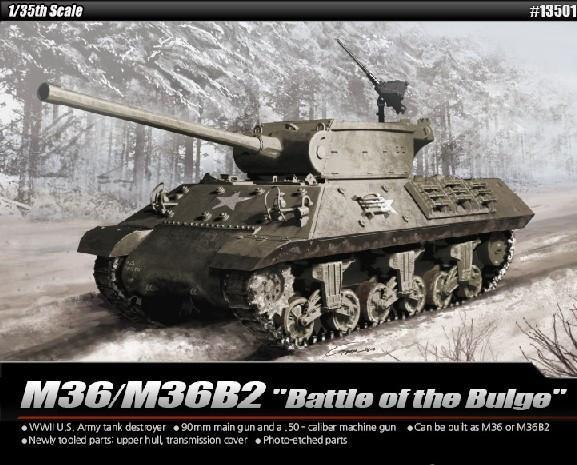 1/35th Scale #13501
M36/M36B2 "Battle of the Bulge"
● WWII U.S. Army tank destroyer ● 90mm main gun and a .50 - caliber machine gun ● Can be built as M36 or M36B2
● Newly tooled parts: upper hull, transmission cover ● Photo-etched parts